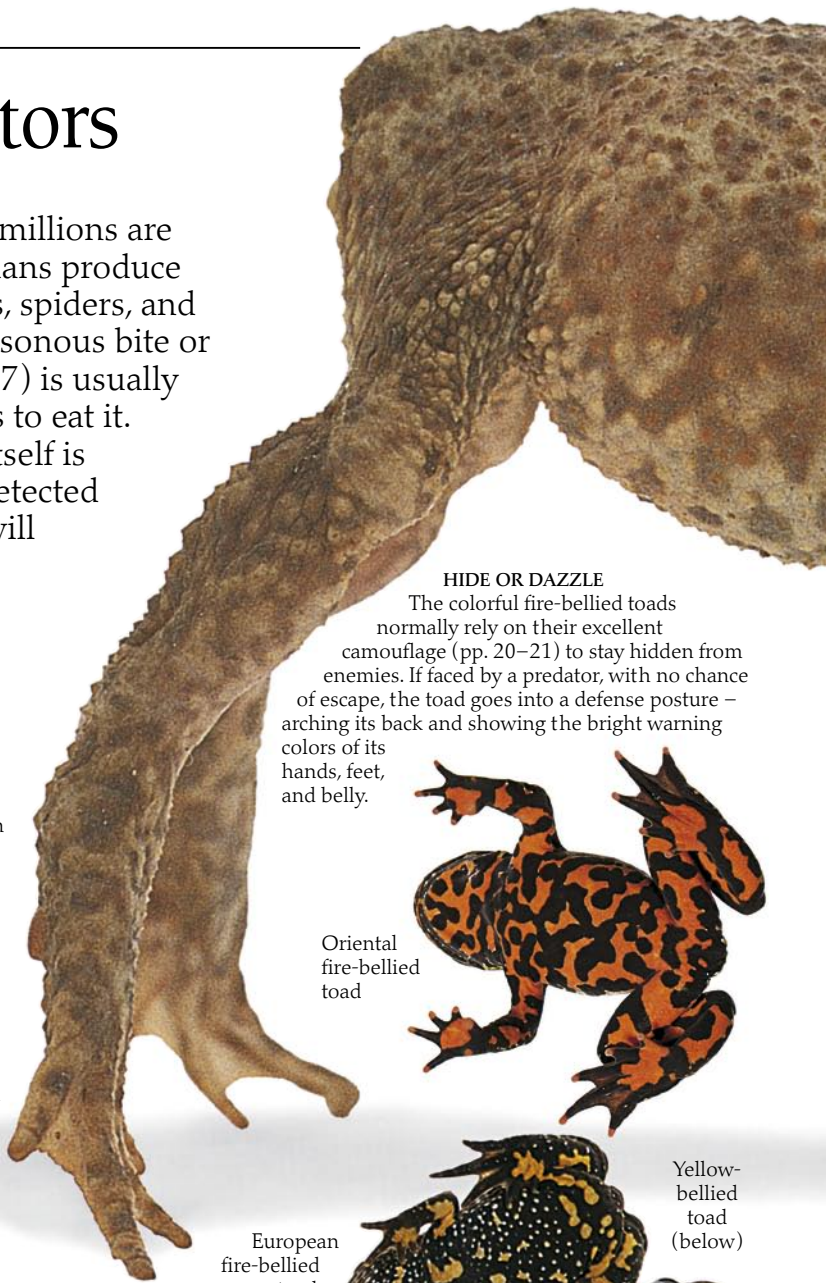 tors
millions are
ans produce
, spiders, and
sonous bite or
7) is usually
to eat it.
tself is
etected
will
HIDE OR DAZZLE
The colorful fire-bellied toads
normally rely on their excellent
camouflage (pp. 20–21) to stay hidden from
enemies. If faced by a predator, with no chance
of escape, the toad goes into a defense posture –
arching its back and showing the bright warning
colors of its
hands, feet,
and belly.
Oriental
fire-bellied
toad
Yellow-
bellied
toad
(below)
European
fire-bellied